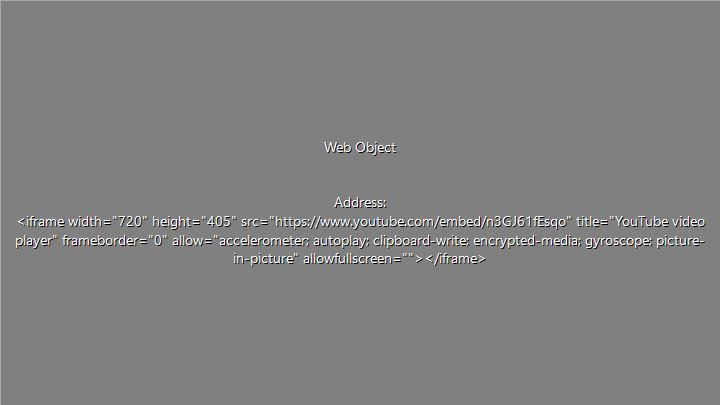 Web Object
Address:
<iframe width="720" height="405" src="https://www.youtube.com/embed/n3GJ61fEsqo" title="YouTube video
player" frameborder="0" allow="accelerometer; autoplay; clipboard-write; encrypted-media; gyroscope; picture-
in-picture" allowfullscreen=""></iframe>